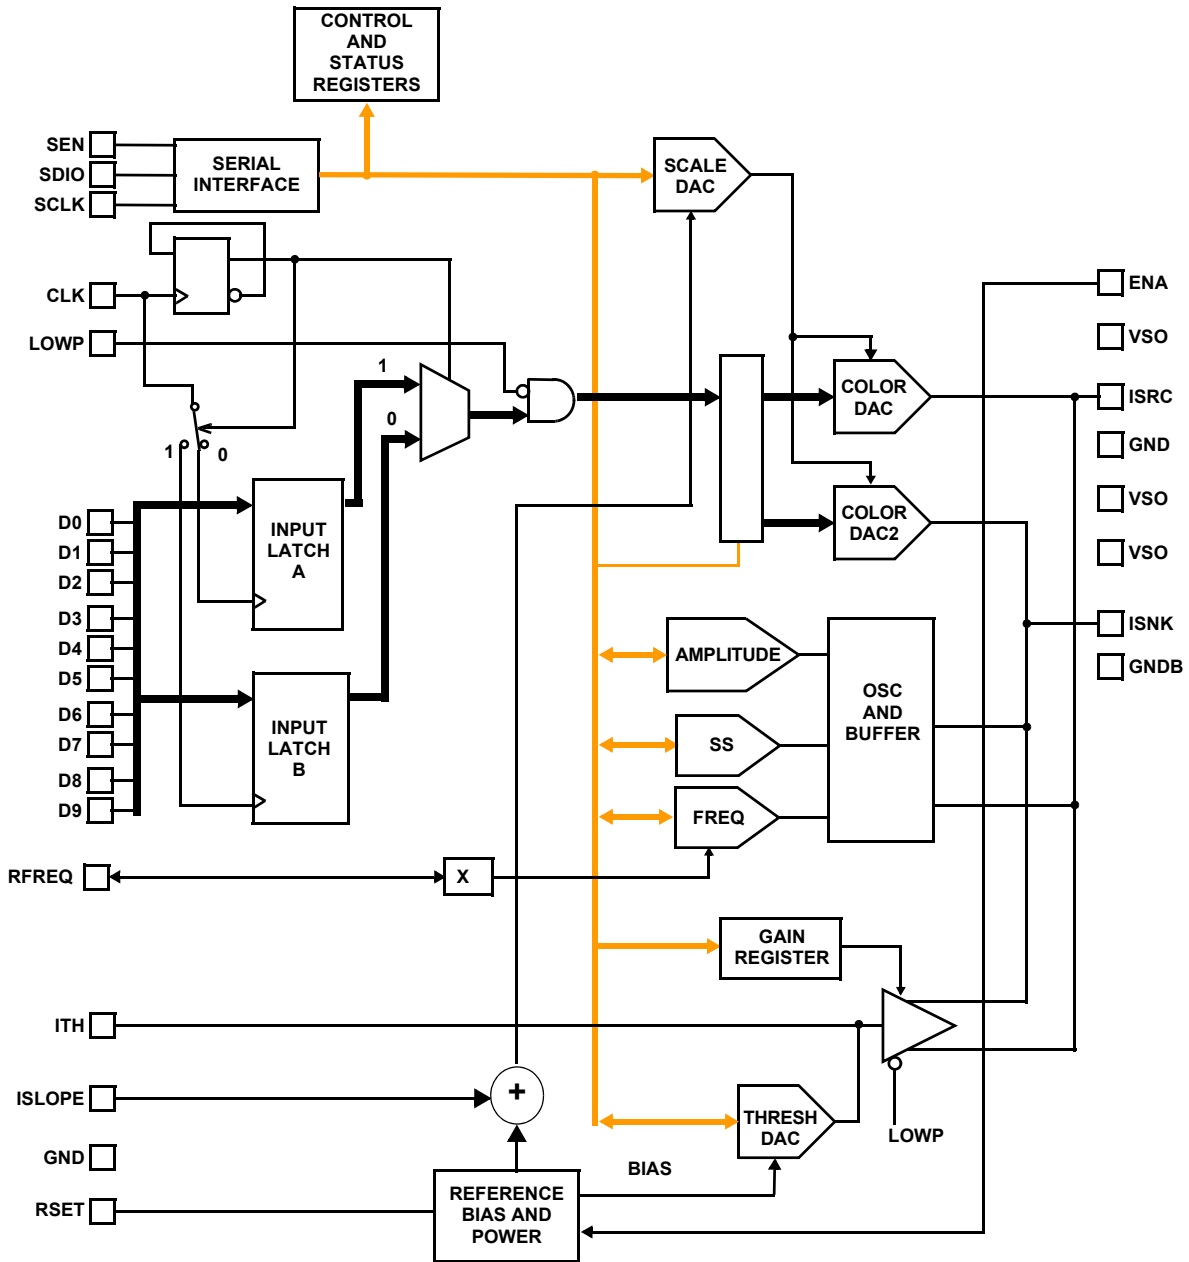 CONTROL
AND
STATUS
REGISTERS
SEN
SDIO
SCLK
SERIAL
INTERFACE
SCALE
DAC
CLK
LOWP
1
0
1
0
COLOR
DAC
COLOR
DAC2
ENA
VSO
ISRC
GND
VSO
VSO
ISNK
GNDB
D0
D1
D2
D3
D4
D5
D6
D7
D8
D9
INPUT
LATCH
A
INPUT
LATCH
B
AMPLITUDE
SS
FREQ
OSC
AND
BUFFER
RFREQ
X
GAIN
REGISTER
ITH
ISLOPE
+
THRESH
DAC
LOWP
GND
BIAS
RSET
REFERENCE
BIAS AND
POWER